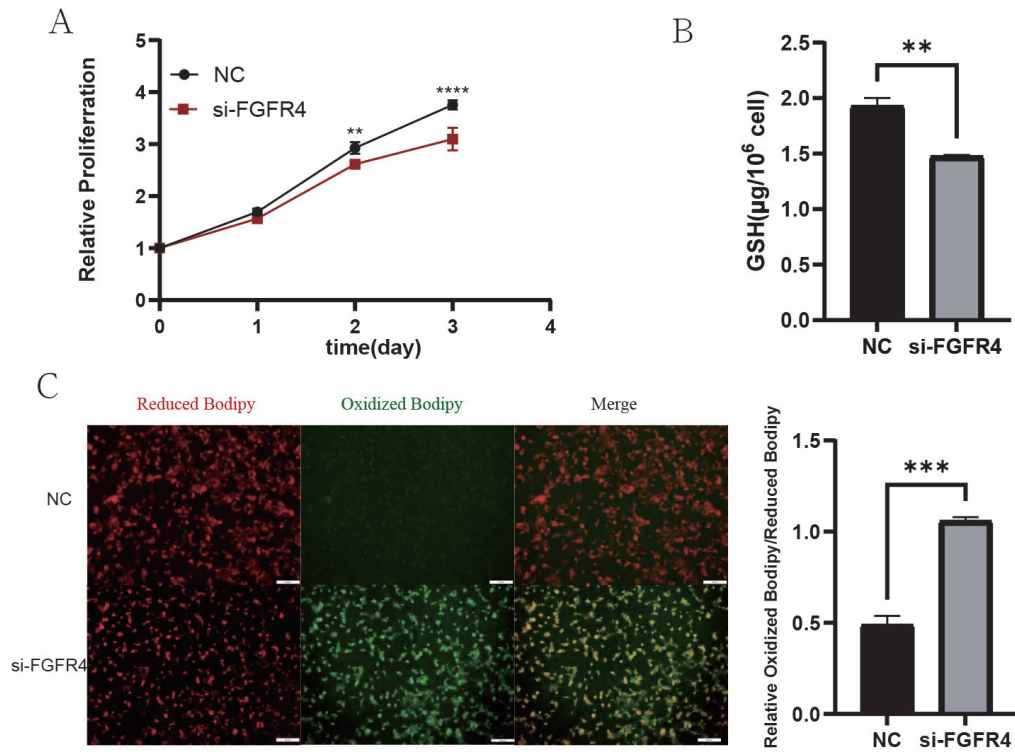 A
Relative Proliferration
5
4
3
2
1
0
NC
si-FGFR4
**
****
0 1 2 3 4
time(day)
B
GSH(μg/10⁶ cell)
2.5
2.0
1.5
1.0
0.5
0.0
**
NC si-FGFR4
C
Reduced Bodipy Oxidized Bodipy Merge
NC
si-FGFR4
Relative Oxidized Bodipy/Reduced Bodipy
1.5
1.0
0.5
0.0
***
NC si-FGFR4